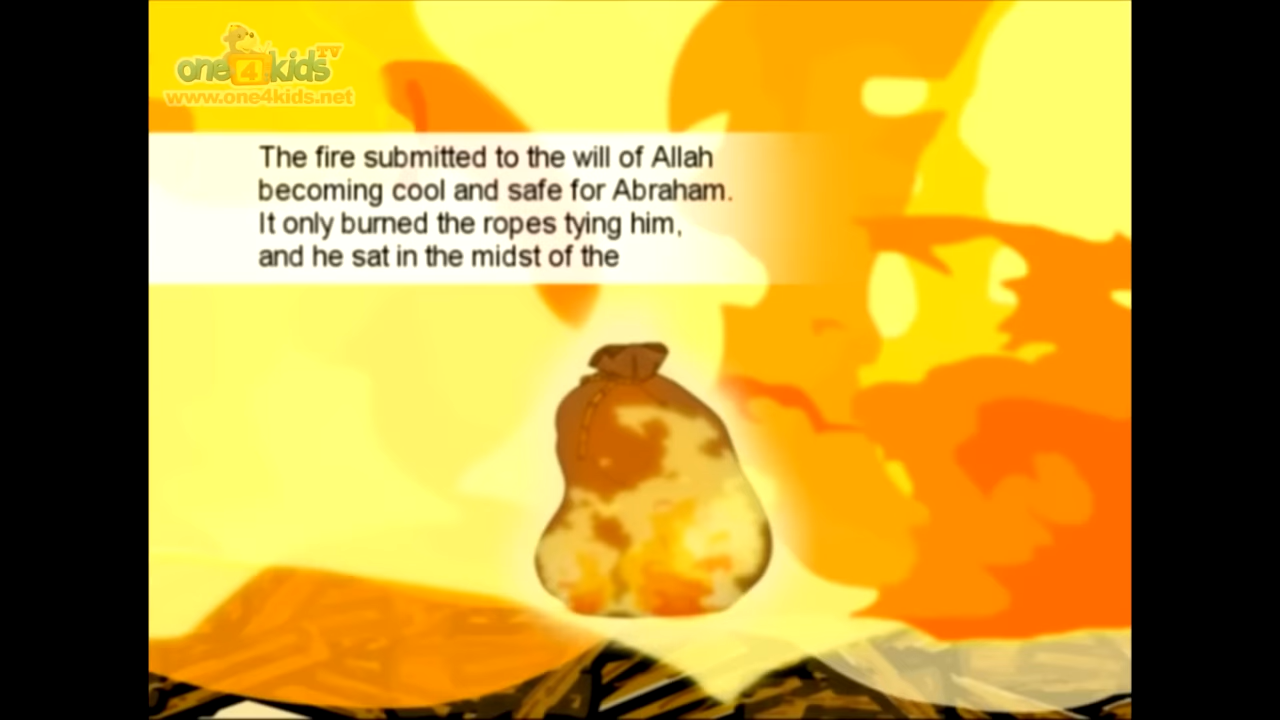 one4kids TV
www.one4kids.net
The fire submitted to the will of Allah
becoming cool and safe for Abraham.
It only burned the ropes tying him,
and he sat in the midst of the